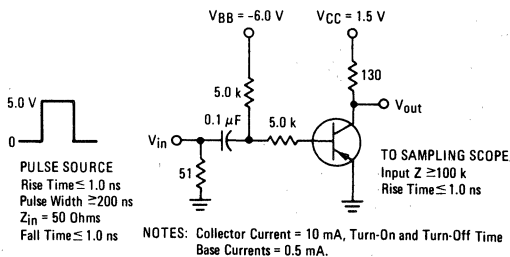 VBB = -6.0 V
VCC = 1.5 V
5.0 k
130
5.0 V
0
Vout
0.1 µF
5.0 k
Vin
51
PULSE SOURCE
Rise Time ≤ 1.0 ns
Pulse Width ≥ 200 ns
Zin = 50 Ohms
Fall Time ≤ 1.0 ns
TO SAMPLING SCOPE
Input Z ≥ 100 k
Rise Time ≤ 1.0 ns
NOTES: Collector Current = 10 mA, Turn-On and Turn-Off Time
Base Currents = 0.5 mA.